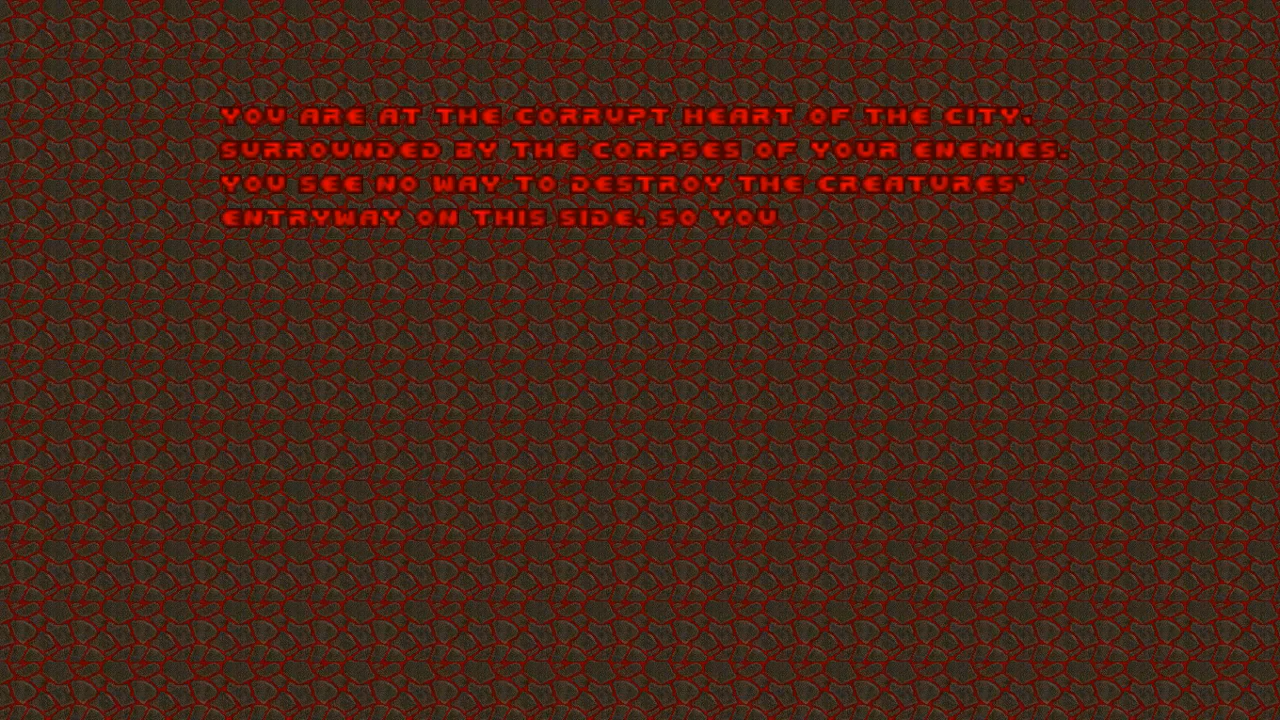 YOU ARE AT THE CORRUPT HEART OF THE CITY,
SURROUNDED BY THE CORPSES OF YOUR ENEMIES.
YOU SEE NO WAY TO DESTROY THE CREATURES'
ENTRYWAY ON THIS SIDE, SO YOU